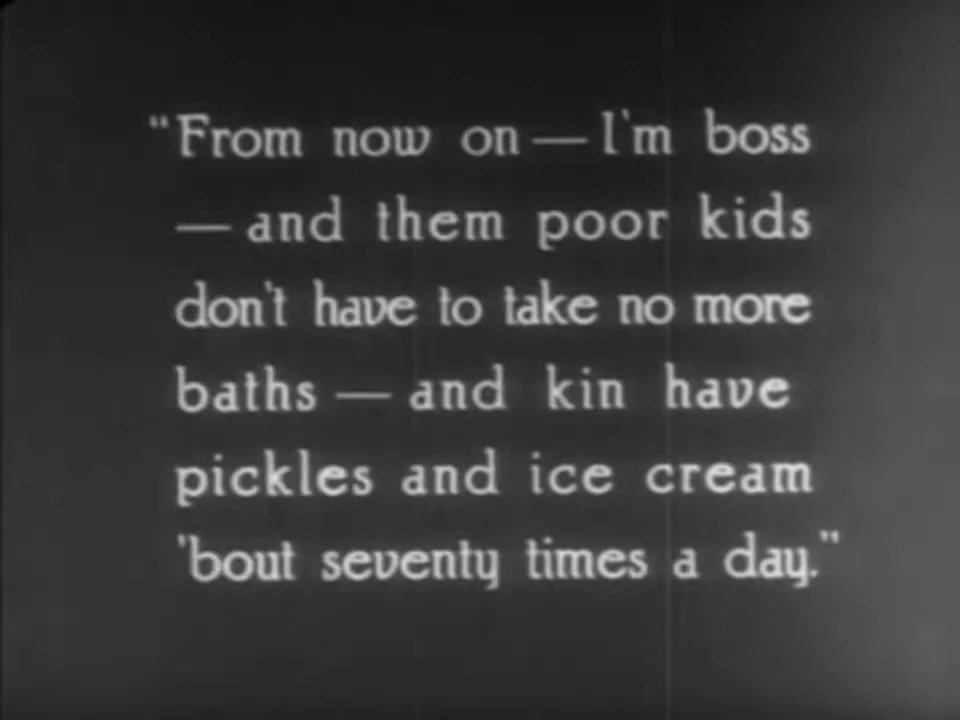 "From now on — I'm boss
— and them poor kids
don't have to take no more
baths — and kin have
pickles and ice cream
'bout seventy times a day."